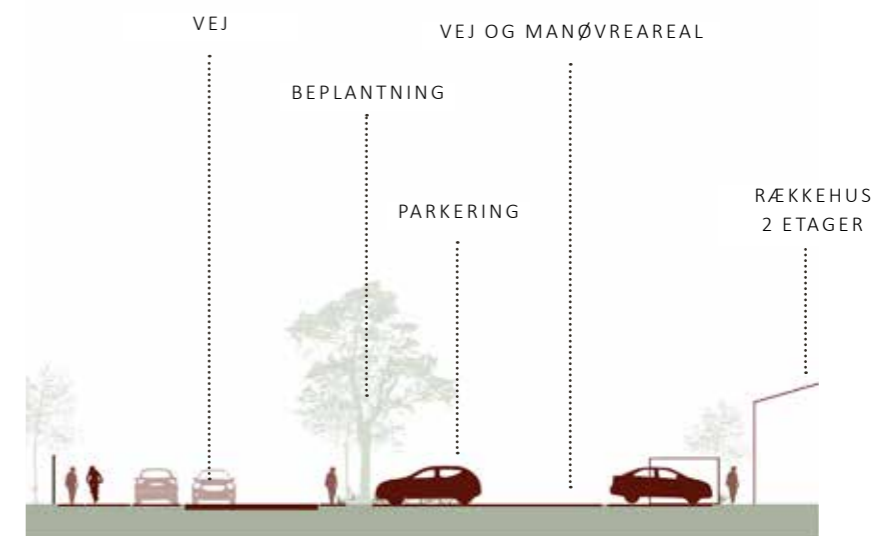 VEJ
VEJ OG MANØVREAREAL
BEPLANTNING
PARKERING
RÆKKEHUS
2 ETAGER